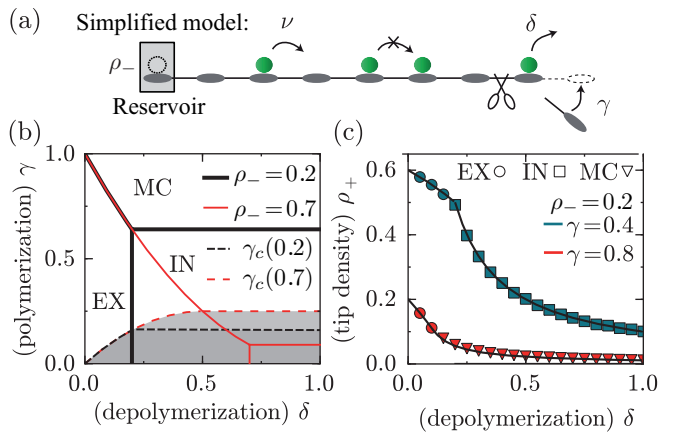 (a) Simplified model:
ν
δ
ρ₋
Reservoir
γ
(b)
(c)
1.0
0.5
0.0
(polymerization) γ
MC
IN
EX
ρ₋=0.2
ρ₋=0.7
γc(0.2)
γc(0.7)
0.0 0.5 1.0
(depolymerization) δ
0.6
0.4
0.2
0.0
(tip density) ρ₊
EX○ IN□ MC▽
ρ₋=0.2
γ=0.4
γ=0.8
0.0 0.5 1.0
(depolymerization) δ